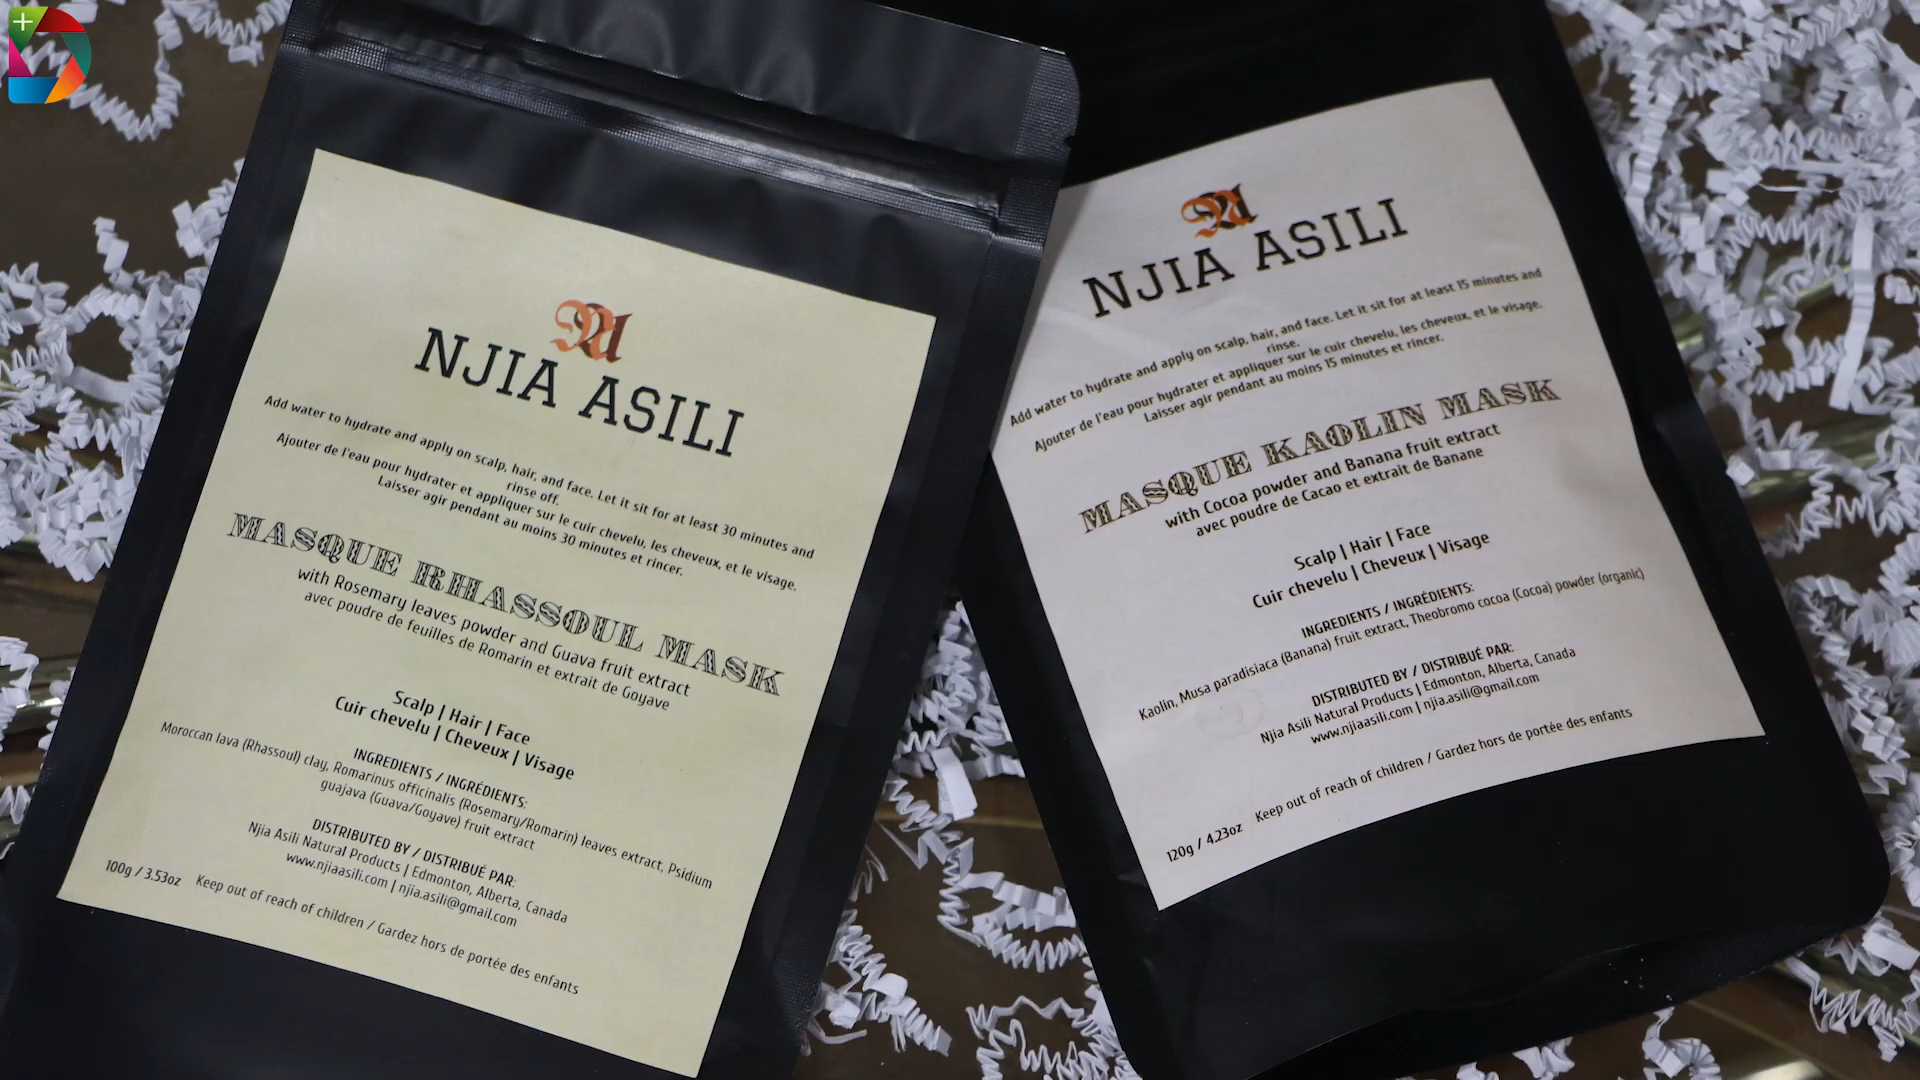 NJIA ASILI
Add water to hydrate and apply on scalp, hair, and face. Let it sit for at least 30 minutes and
rinse off.
Ajouter de l'eau pour hydrater et appliquer sur le cuir chevelu, les cheveux, et le visage.
Laisser agir pendant au moins 30 minutes et rincer.
MASQUE RHASSOUL MASK
with Rosemary leaves powder and Guava fruit extract
avec poudre de feuilles de Romarin et extrait de Goyave
Scalp | Hair | Face
Cuir chevelu | Cheveux | Visage
INGREDIENTS / INGRÉDIENTS:
Moroccan lava (Rhassoul) clay, Romarinus officinalis (Rosemary/Romarin) leaves extract, Psidium
guajava (Guava/Goyave) fruit extract
DISTRIBUTED BY / DISTRIBUÉ PAR:
Njia Asili Natural Products | Edmonton, Alberta, Canada
www.njiaasili.com | njia.asili@gmail.com
100g / 3.53oz Keep out of reach of children / Gardez hors de portée des enfants
NJIA ASILI
Add water to hydrate and apply on scalp, hair, and face. Let it sit for at least 15 minutes and
rinse.
Ajouter de l'eau pour hydrater et appliquer sur le cuir chevelu, les cheveux, et le visage.
Laisser agir pendant au moins 15 minutes et rincer.
MASQUE KAOLIN MASK
with Cocoa powder and Banana fruit extract
avec poudre de Cacao et extrait de Banane
Scalp | Hair | Face
Cuir chevelu | Cheveux | Visage
INGREDIENTS / INGRÉDIENTS:
Kaolin, Musa paradisiaca (Banana) fruit extract, Theobromo cocoa (Cocoa) powder (organic)
DISTRIBUTED BY / DISTRIBUÉ PAR:
Njia Asili Natural Products | Edmonton, Alberta, Canada
www.njiaasili.com | njia.asili@gmail.com
120g / 4.23oz Keep out of reach of children / Gardez hors de portée des enfants